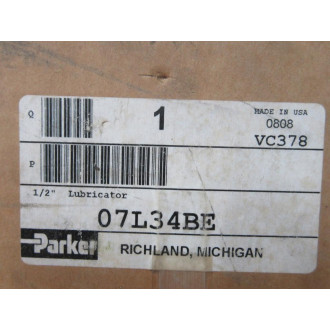 Q 1 MADE IN USA
0808
VC378
P
1/2" Lubricator
07L34BE
Parker RICHLAND, MICHIGAN